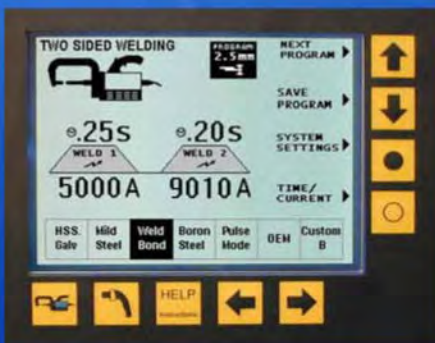 TWO SIDED WELDING
PROGRAM
2.5mm
NEXT
PROGRAM
SAVE
PROGRAM
0.25s
0.20s
WELD 1
WELD 2
SYSTEM
SETTINGS
5000A
9010A
TIME/
CURRENT
HSS.
Galv
Mild
Steel
Weld
Bond
Boron
Steel
Pulse
Mode
OEM
Custom
B
HELP
Instructions